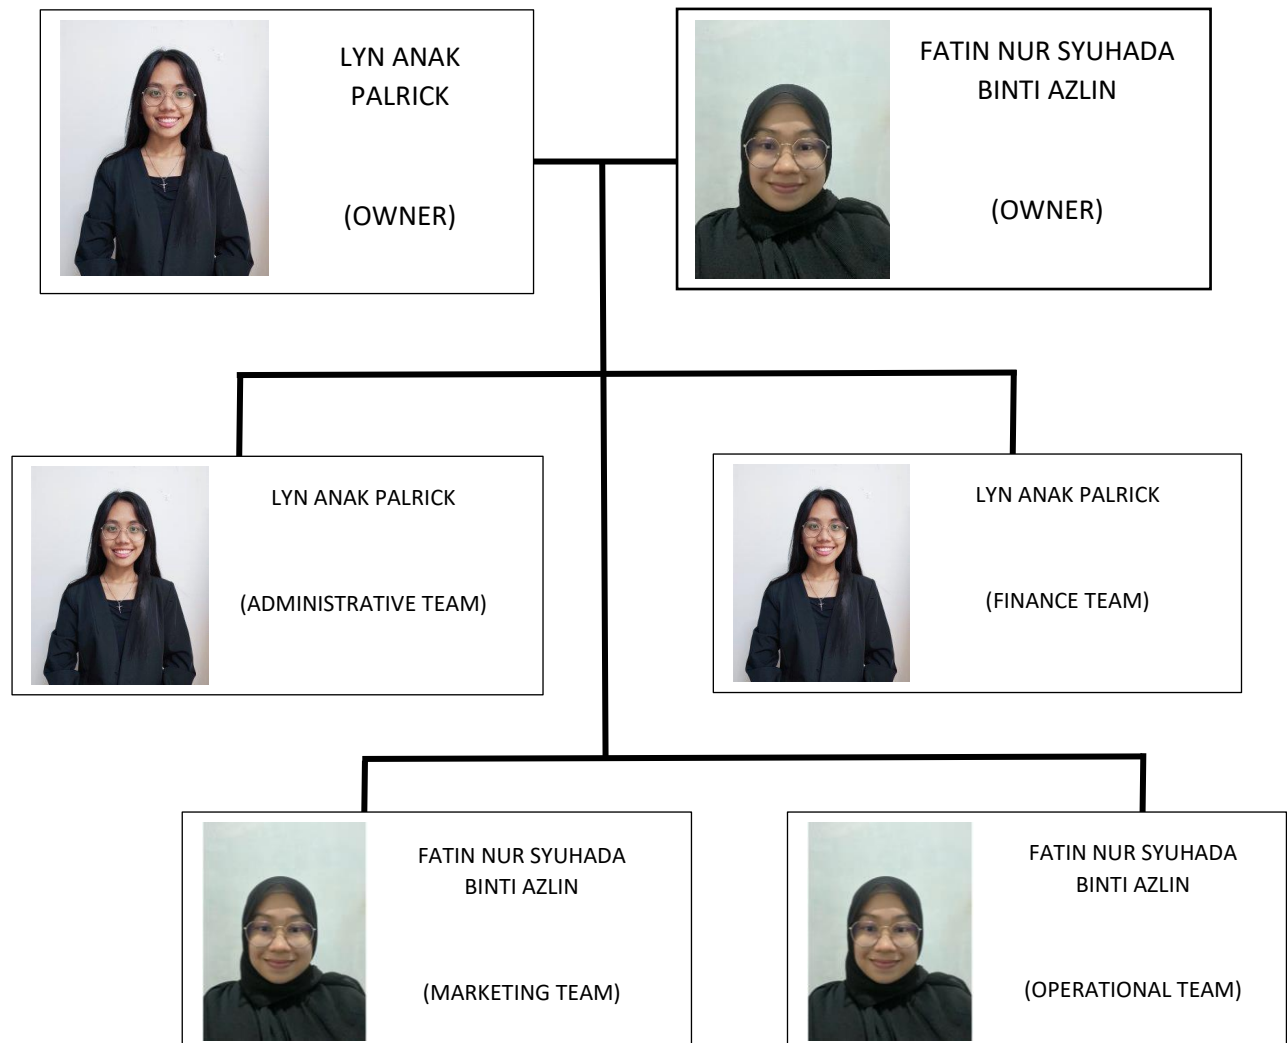 LYN ANAK
PALRICK
(OWNER)
FATIN NUR SYUHADA
BINTI AZLIN
(OWNER)
LYN ANAK PALRICK
(ADMINISTRATIVE TEAM)
LYN ANAK PALRICK
(FINANCE TEAM)
FATIN NUR SYUHADA
BINTI AZLIN
(MARKETING TEAM)
FATIN NUR SYUHADA
BINTI AZLIN
(OPERATIONAL TEAM)